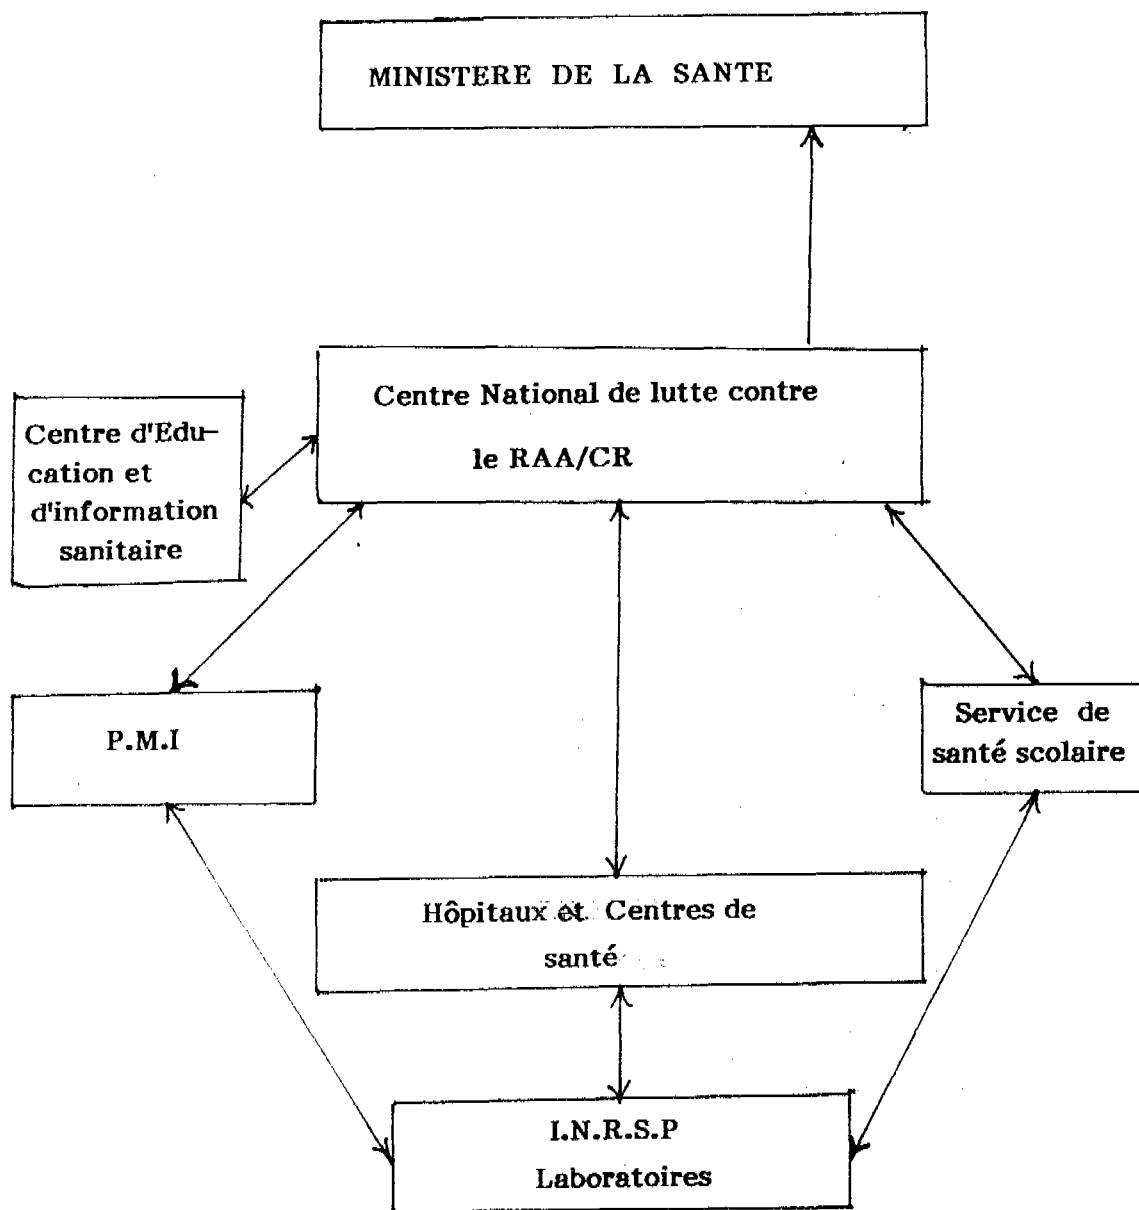 MINISTERE DE LA SANTE
Centre National de lutte contre
le RAA/CR
Centre d'Edu-
cation et
d'information
sanitaire
P.M.I
Service de
santé scolaire
Hôpitaux et Centres de
santé
I.N.R.S.P
Laboratoires